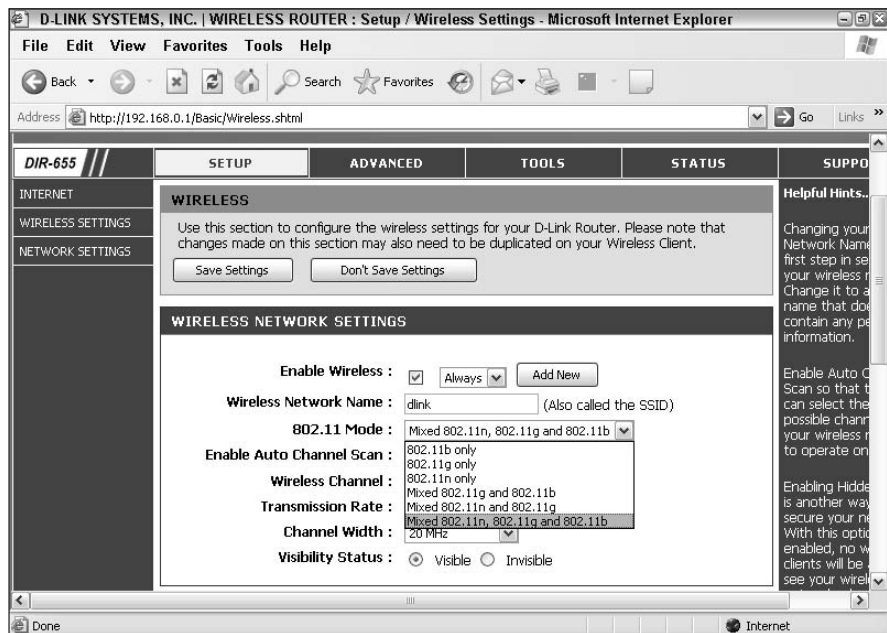 D-LINK SYSTEMS, INC. | WIRELESS ROUTER : Setup / Wireless Settings - Microsoft Internet Explorer
File Edit View Favorites Tools Help
Back Search Favorites
Address http://192.168.0.1/Basic/Wireless.shtml Go Links »
DIR-655 SETUP ADVANCED TOOLS STATUS SUPPO
INTERNET
WIRELESS SETTINGS
NETWORK SETTINGS
WIRELESS
Use this section to configure the wireless settings for your D-Link Router. Please note that
changes made on this section may also need to be duplicated on your Wireless Client.
Save Settings Don't Save Settings
WIRELESS NETWORK SETTINGS
Enable Wireless : Always Add New
Wireless Network Name : dlink (Also called the SSID)
802.11 Mode : Mixed 802.11n, 802.11g and 802.11b
802.11b only
802.11g only
802.11n only
Mixed 802.11g and 802.11b
Mixed 802.11n and 802.11g
Mixed 802.11n, 802.11g and 802.11b
Enable Auto Channel Scan :
Wireless Channel :
Transmission Rate :
Channel Width : 20 MHz
Visibility Status : Visible Invisible
Helpful Hints..
Changing your
Network Name
first step in se
your wireless r
Change it to a
name that doe
contain any pe
information.
Enable Auto C
Scan so that t
can select the
possible chann
your wireless r
to operate on
Enabling Hidde
is another way
secure your ne
With this optic
enabled, no w
clients will be
see your wirel
Done Internet